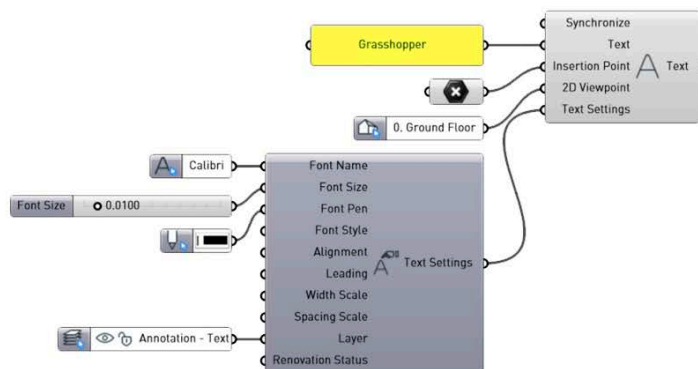 Grasshopper
Synchronize
Text
Insertion Point
2D Viewpoint
Text Settings
Text
0. Ground Floor
Calibri
Font Size
0.0100
Annotation - Text
Font Name
Font Size
Font Pen
Font Style
Alignment
Leading
Width Scale
Spacing Scale
Layer
Renovation Status
Text Settings